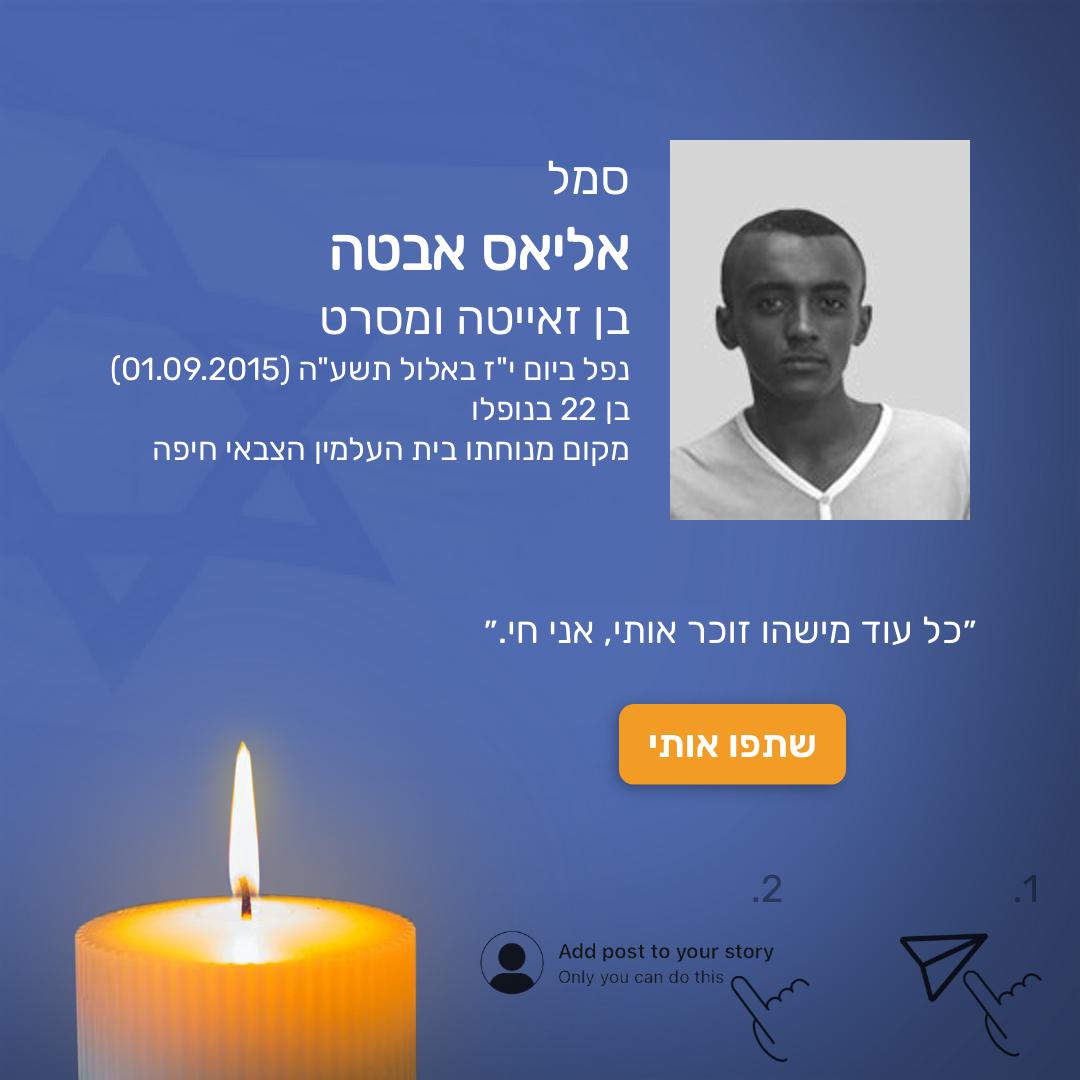 סמל
אליאס אבטה
בן זאייטה ומסרט
נפל ביום י"ז באלול תשע"ה (01.09.2015)
בן 22 בנופלו
מקום מנוחתו בית העלמין הצבאי חיפה
״כל עוד מישהו זוכר אותי, אני חי.״
שתפו אותי
1.
2.
Add post to your story
Only you can do this